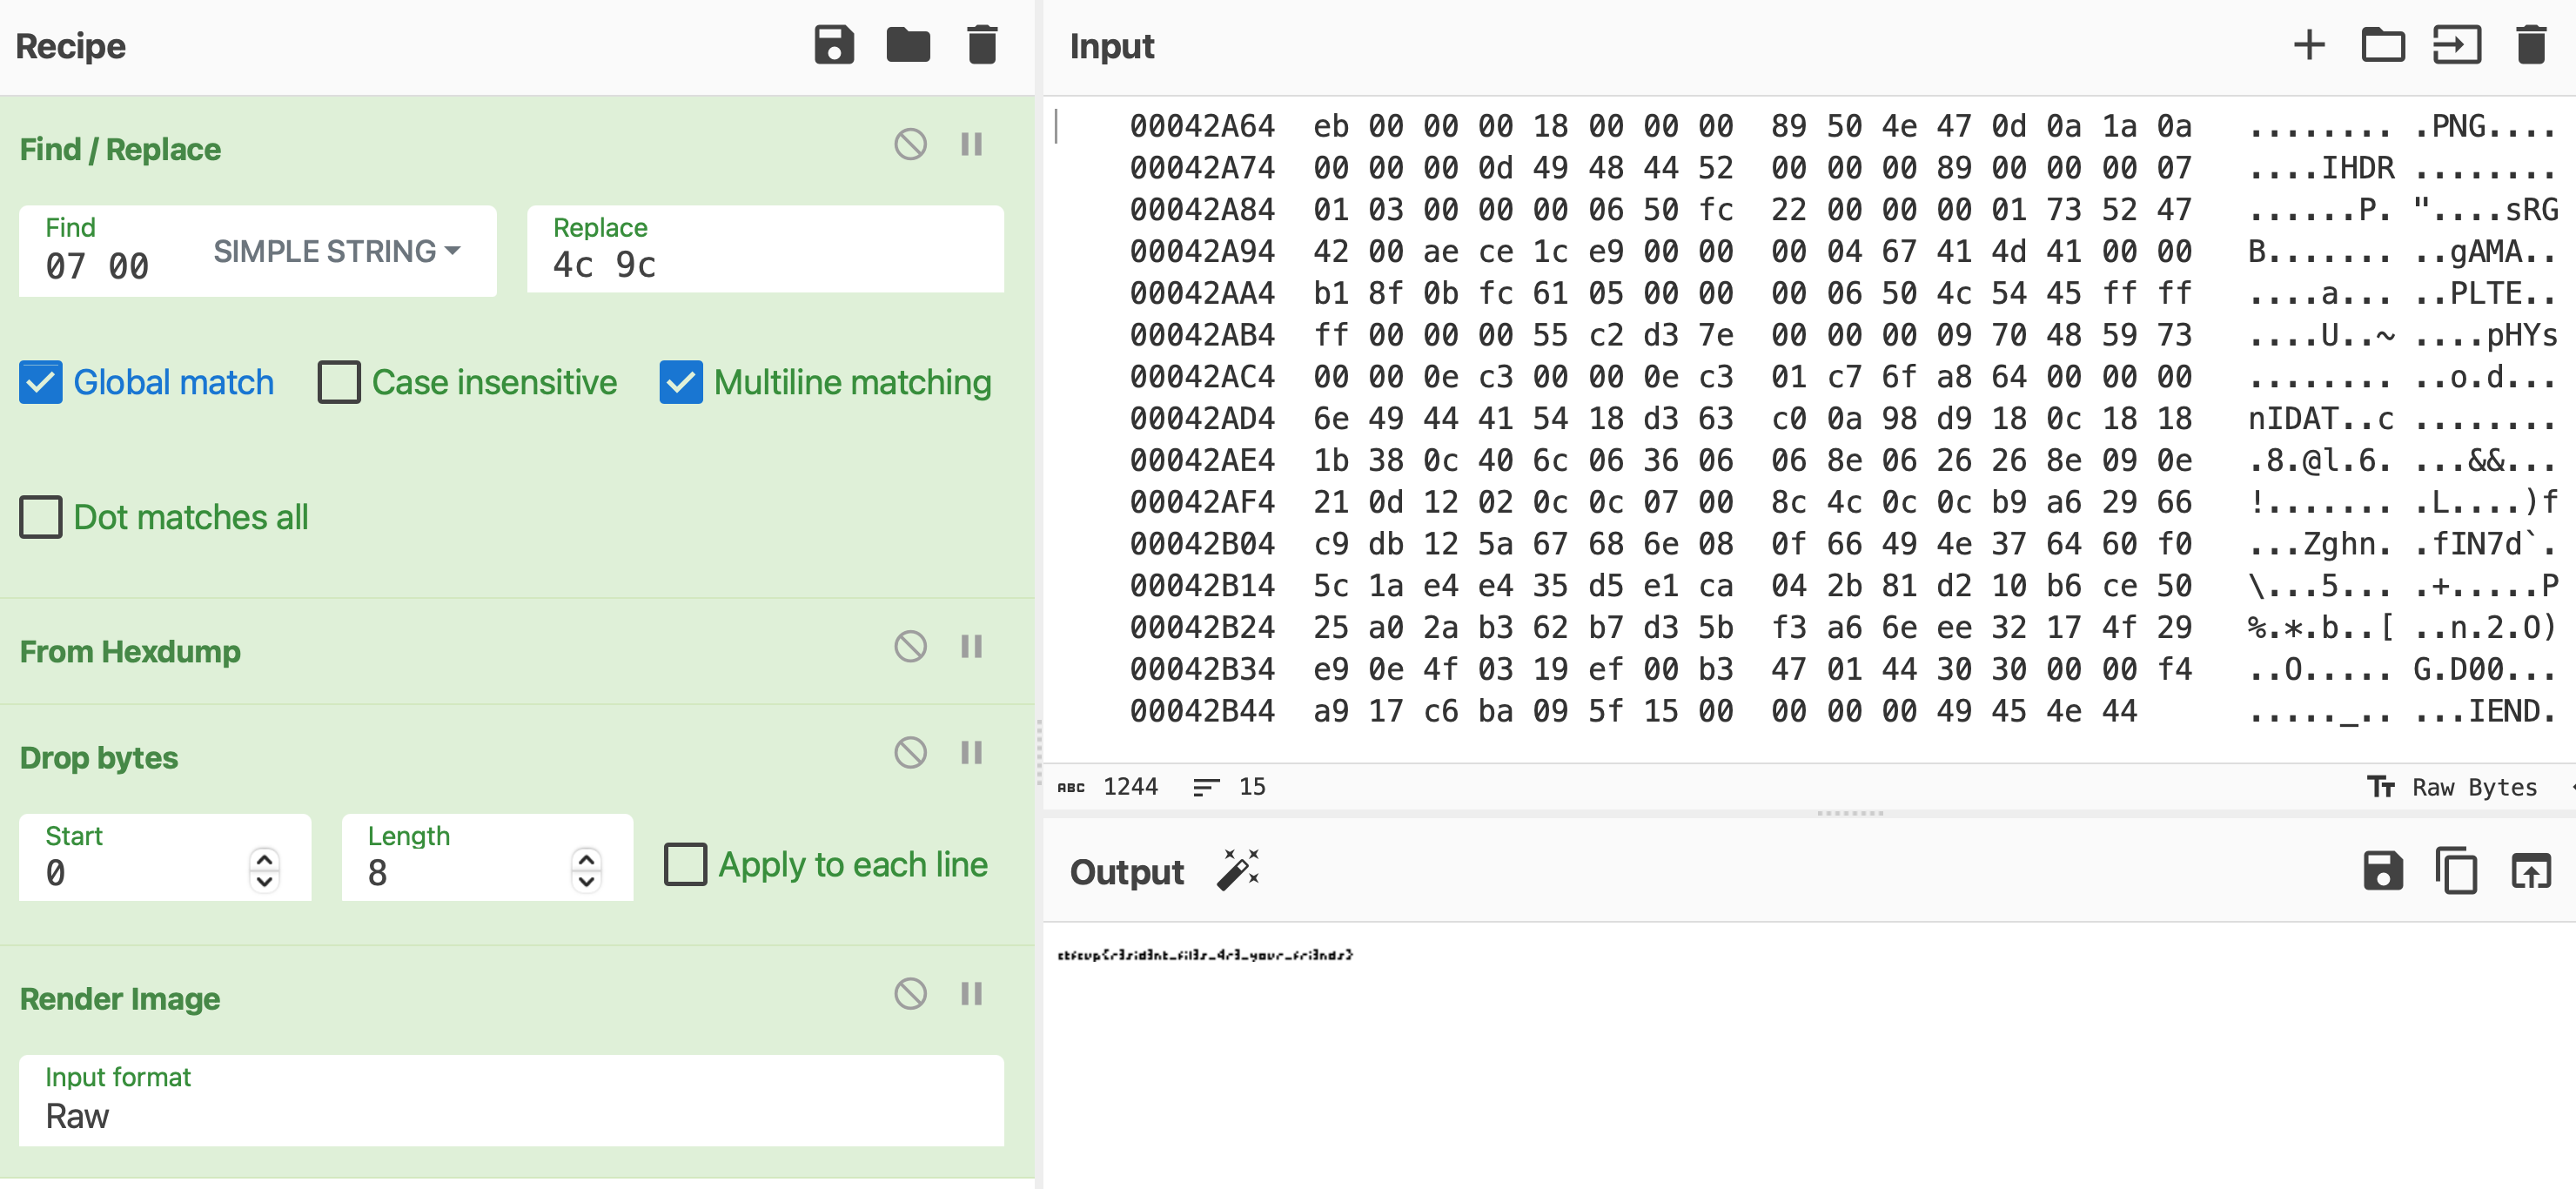 Recipe
Find / Replace
Find
07 00
SIMPLE STRING
Replace
4c 9c
Global match
Case insensitive
Multiline matching
Dot matches all
From Hexdump
Drop bytes
Start
0
Length
8
Apply to each line
Render Image
Input format
Raw
Input
00042A64 eb 00 00 00 18 00 00 00 89 50 4e 47 0d 0a 1a 0a ........ .PNG....
00042A74 00 00 00 0d 49 48 44 52 00 00 00 89 00 00 00 07 ....IHDR ........
00042A84 01 03 00 00 00 06 50 fc 22 00 00 00 01 73 52 47 ......P. "....sRG
00042A94 42 00 ae ce 1c e9 00 00 00 04 67 41 4d 41 00 00 B....... ..gAMA..
00042AA4 b1 8f 0b fc 61 05 00 00 00 06 50 4c 54 45 ff ff ....a... ..PLTE..
00042AB4 ff 00 00 00 55 c2 d3 7e 00 00 00 09 70 48 59 73 ....U..~ ....pHYs
00042AC4 00 00 0e c3 00 00 0e c3 01 c7 6f a8 64 00 00 00 ........ ..o.d...
00042AD4 6e 49 44 41 54 18 d3 63 c0 0a 98 d9 18 0c 18 18 nIDAT..c ........
00042AE4 1b 38 0c 40 6c 06 36 06 06 8e 06 26 26 8e 09 0e .8.@l.6. ...&&...
00042AF4 21 0d 12 02 0c 0c 07 00 8c 4c 0c 0c b9 a6 29 66 !....... .L....)f
00042B04 c9 db 12 5a 67 68 6e 08 0f 66 49 4e 37 64 60 f0 ...Zghn. .fIN7d`.
00042B14 5c 1a e4 e4 35 d5 e1 ca 04 2b 81 d2 10 b6 ce 50 \...5... .+.....P
00042B24 25 a0 2a b3 62 b7 d3 5b f3 a6 6e ee 32 17 4f 29 %.*.b..[ ..n.2.O)
00042B34 e9 0e 4f 03 19 ef 00 b3 47 01 44 30 30 00 00 f4 ..O..... G.D00...
00042B44 a9 17 c6 ba 09 5f 15 00 00 00 00 49 45 4e 44 ....._.. ...IEND.
ABC 1244 15
Raw Bytes
Output
ctfcup{r3sid3nt_fil3s_4r3_your_fri3nds}